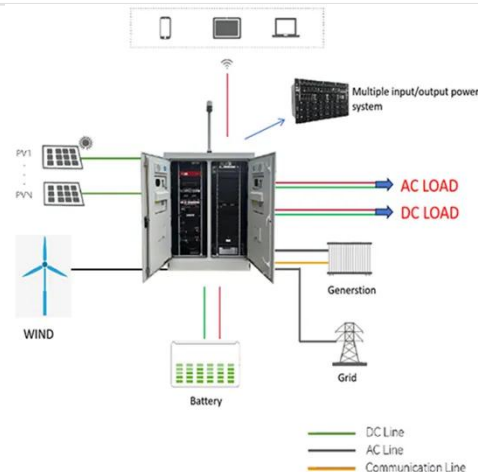 Multiple input/output power
system
PV1
PVN
AC LOAD
DC LOAD
WIND
Generstion
Grid
Battery
DC Line
AC Line
Communication Line